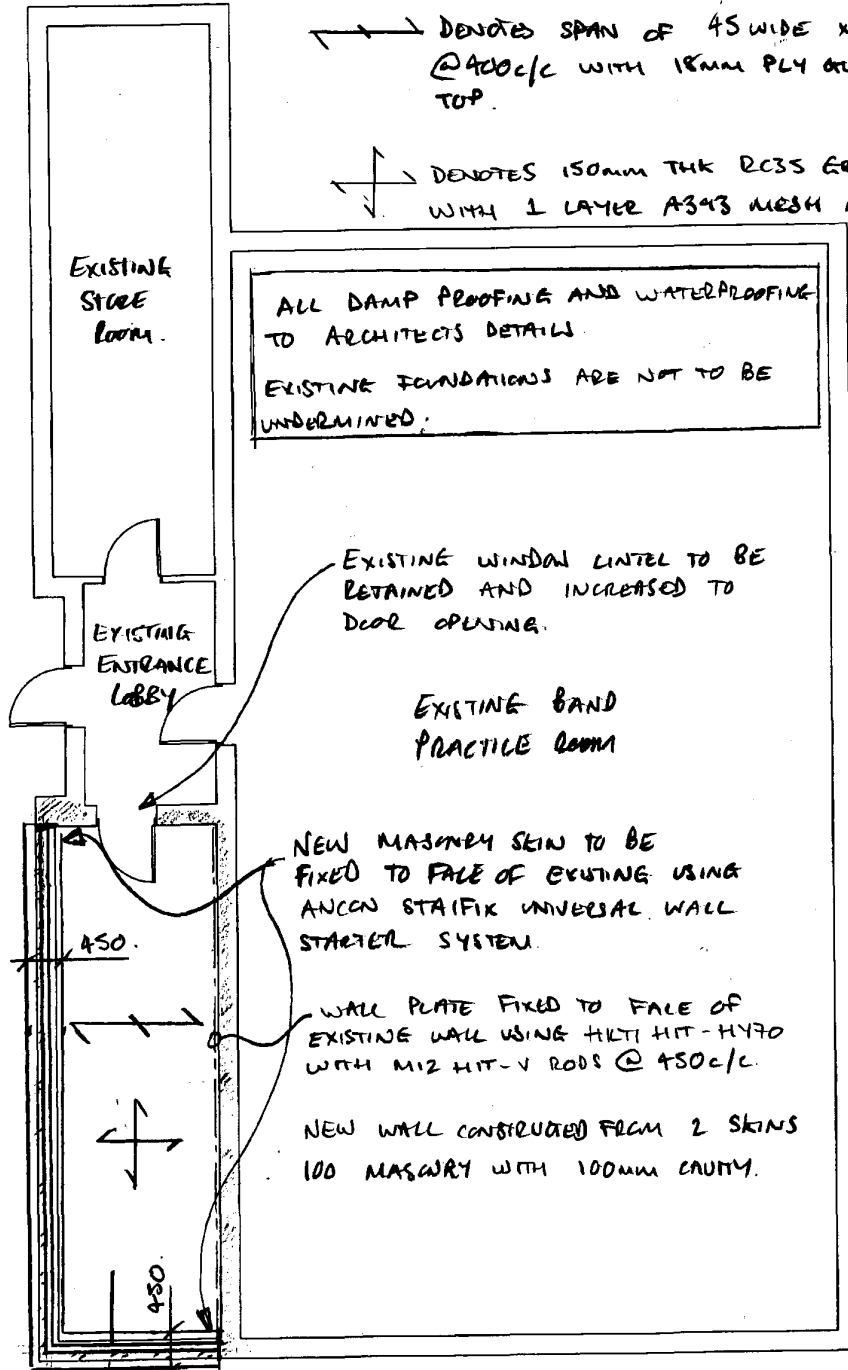 DENOTES SPAN OF 45 WIDE x
@400c/c WITH 18mm PLY
TOP.
DENOTES 150mm THK RC35
WITH 1 LAYER A393 MESH
EXISTING
STORE
ROOM.
ALL DAMP PROOFING AND WATERPROOFING
TO ARCHITECTS DETAILS
EXISTING FOUNDATIONS ARE NOT TO BE
UNDERMINED.
EXISTING WINDOW LINTEL TO BE
RETAINED AND INCREASED TO
DOOR OPENING.
EXISTING
ENTRANCE
LOBBY
EXISTING BAND
PRACTICE ROOM
NEW MASONRY SKIN TO BE
FIXED TO FACE OF EXISTING USING
ANCON STAIFIX UNIVERSAL WALL
STARTER SYSTEM.
450.
WALL PLATE FIXED TO FACE OF
EXISTING WALL USING HILTI HIT-HY70
WITH M12 HIT-V RODS @ 450c/c.
NEW WALL CONSTRUCTED FROM 2 SKINS
100 MASONRY WITH 100mm CAVITY.
450.